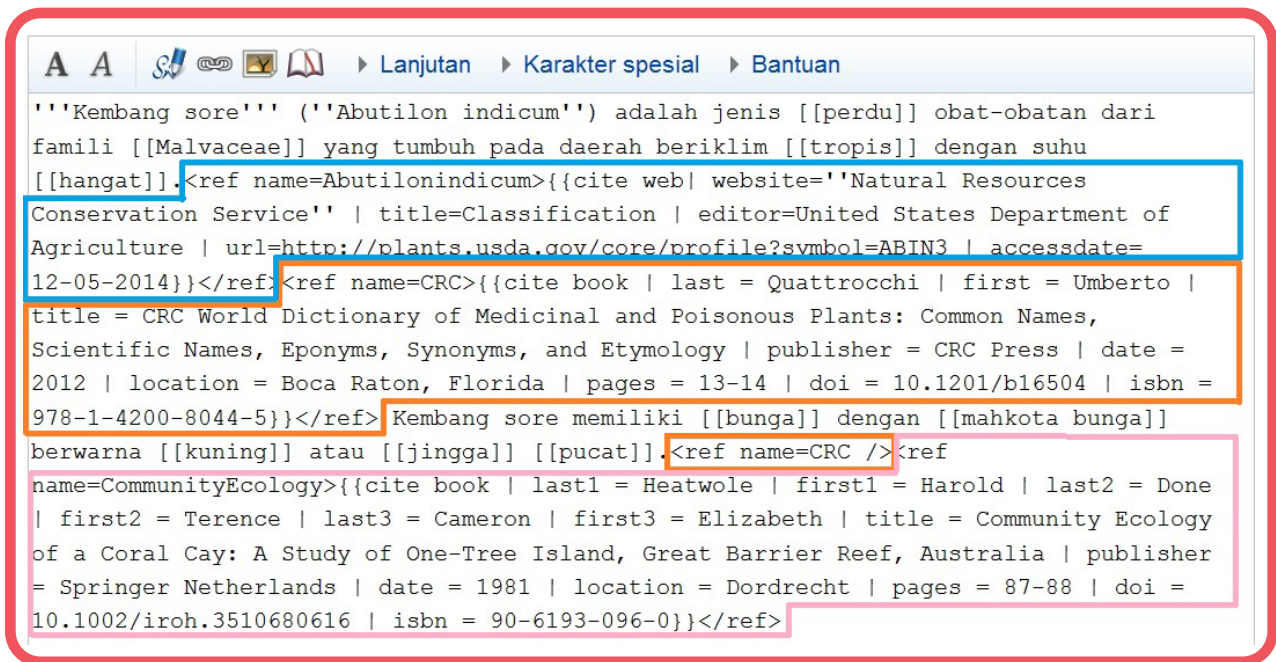 A A Lanjutan Karakter spesial Bantuan
'''Kembang sore''' (''Abutilon indicum'') adalah jenis [[perdu]] obat-obatan dari
famili [[Malvaceae]] yang tumbuh pada daerah beriklim [[tropis]] dengan suhu
[[hangat]].<ref name=Abutilonindicum>{{cite web| website=''Natural Resources
Conservation Service'' | title=Classification | editor=United States Department of
Agriculture | url=http://plants.usda.gov/core/profile?symbol=ABIN3 | accessdate=
12-05-2014}}</ref><ref name=CRC>{{cite book | last = Quattrocchi | first = Umberto |
title = CRC World Dictionary of Medicinal and Poisonous Plants: Common Names,
Scientific Names, Eponyms, Synonyms, and Etymology | publisher = CRC Press | date =
2012 | location = Boca Raton, Florida | pages = 13-14 | doi = 10.1201/b16504 | isbn =
978-1-4200-8044-5}}</ref> Kembang sore memiliki [[bunga]] dengan [[mahkota bunga]]
berwarna [[kuning]] atau [[jingga]] [[pucat]].<ref name=CRC /><ref
name=CommunityEcology>{{cite book | last1 = Heatwole | first1 = Harold | last2 = Done
| first2 = Terence | last3 = Cameron | first3 = Elizabeth | title = Community Ecology
of a Coral Cay: A Study of One-Tree Island, Great Barrier Reef, Australia | publisher
= Springer Netherlands | date = 1981 | location = Dordrecht | pages = 87-88 | doi =
10.1002/iroh.3510680616 | isbn = 90-6193-096-0}}</ref>